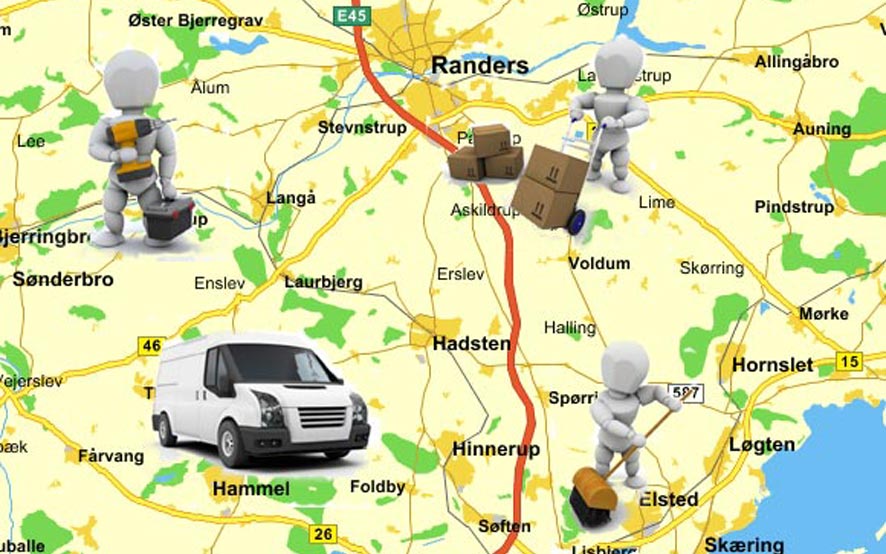 E45
Øster Bjerregrav
Østrup
Randers
Allingåbro
Ålum
Stevnstrup
Auning
Lee
Langå
Askildrup
Lime
Pindstrup
Voldum
Skørring
Sønderbro
Enslev
Laurbjerg
Erslev
Mørke
Halling
46
Hadsten
Hornslet
15
587
Løgten
Fårvang
Hinnerup
Hammel
Foldby
Elsted
Søften
26
Skæring